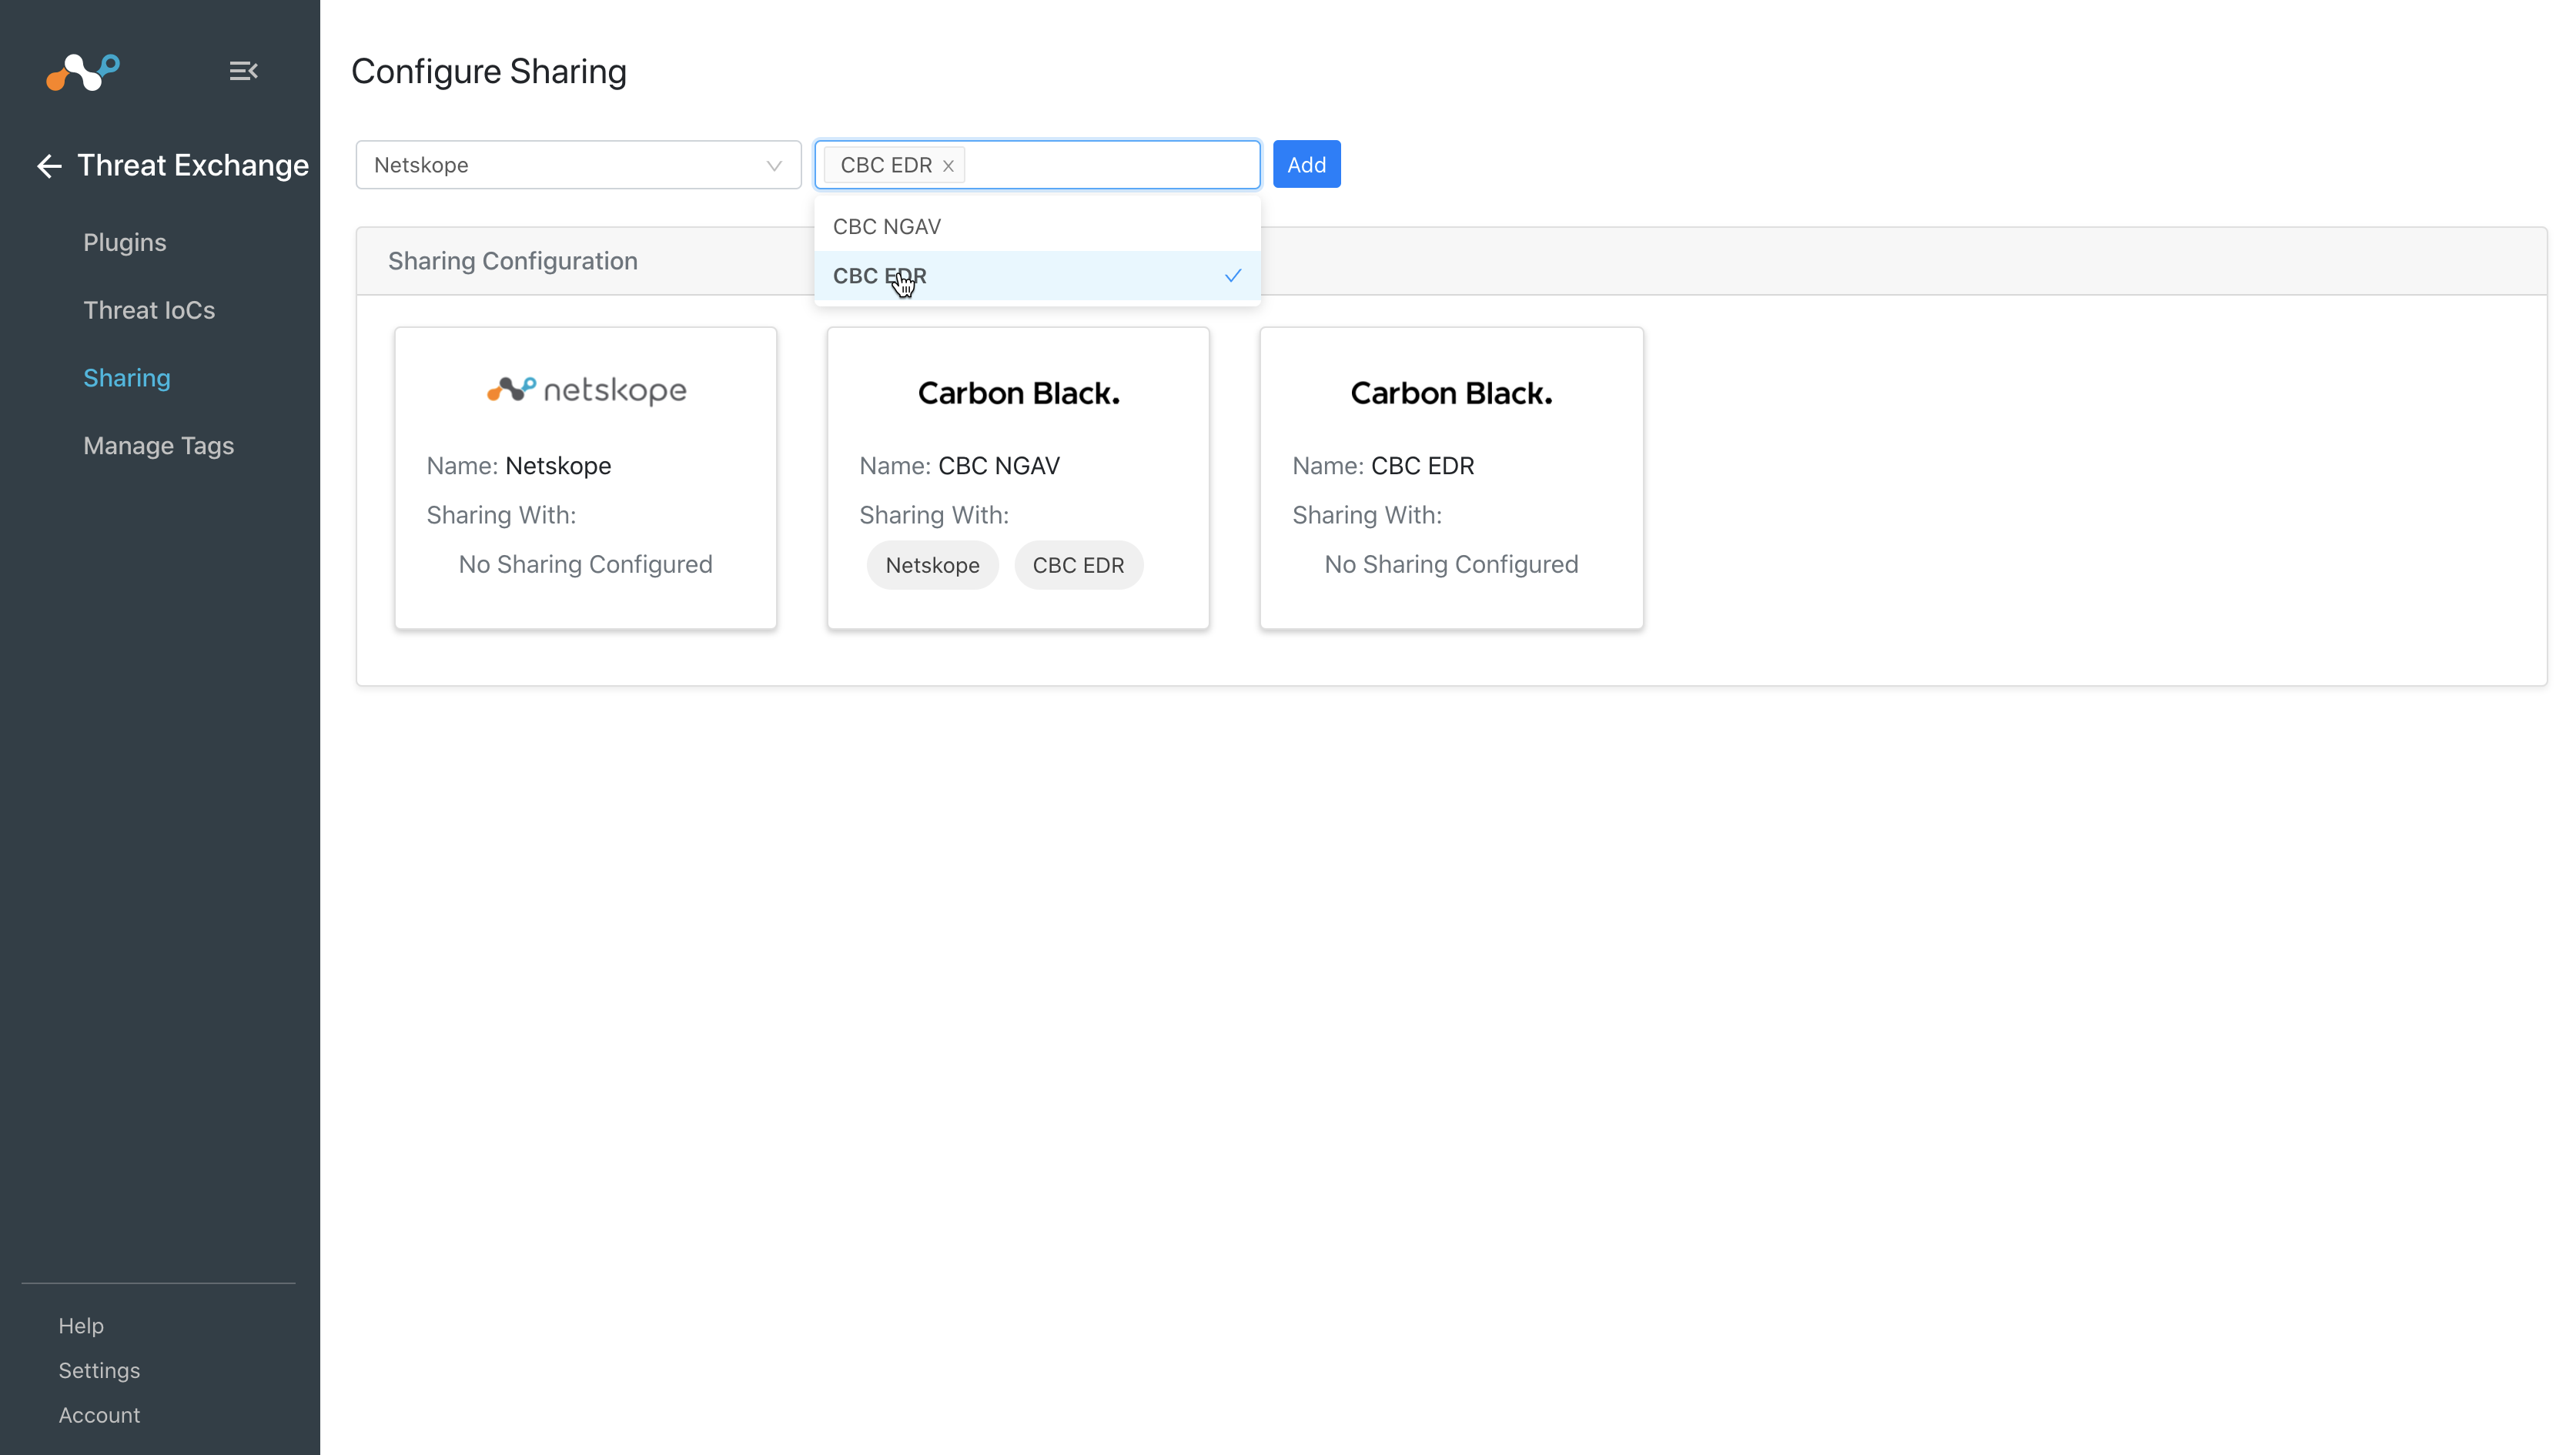 Configure Sharing
Threat Exchange
Plugins
Threat IoCs
Sharing
Manage Tags
Help
Settings
Account
Netskope
CBC EDR
Add
CBC NGAV
CBC EDR
Sharing Configuration
netskope
Name: Netskope
Sharing With:
No Sharing Configured
Carbon Black.
Name: CBC NGAV
Sharing With:
Netskope CBC EDR
Carbon Black.
Name: CBC EDR
Sharing With:
No Sharing Configured